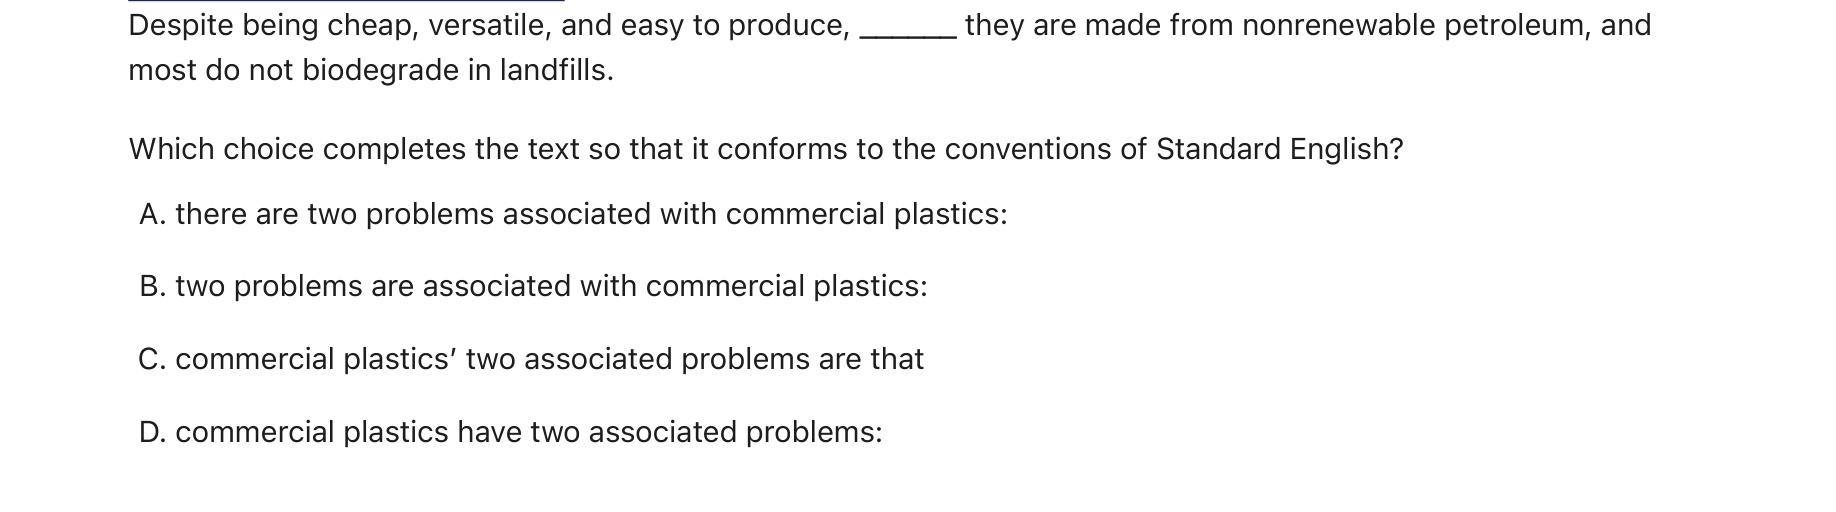 Despite being cheap, versatile, and easy to produce, ______ they are made from nonrenewable petroleum, and
most do not biodegrade in landfills.
Which choice completes the text so that it conforms to the conventions of Standard English?
A. there are two problems associated with commercial plastics:
B. two problems are associated with commercial plastics:
C. commercial plastics’ two associated problems are that
D. commercial plastics have two associated problems: